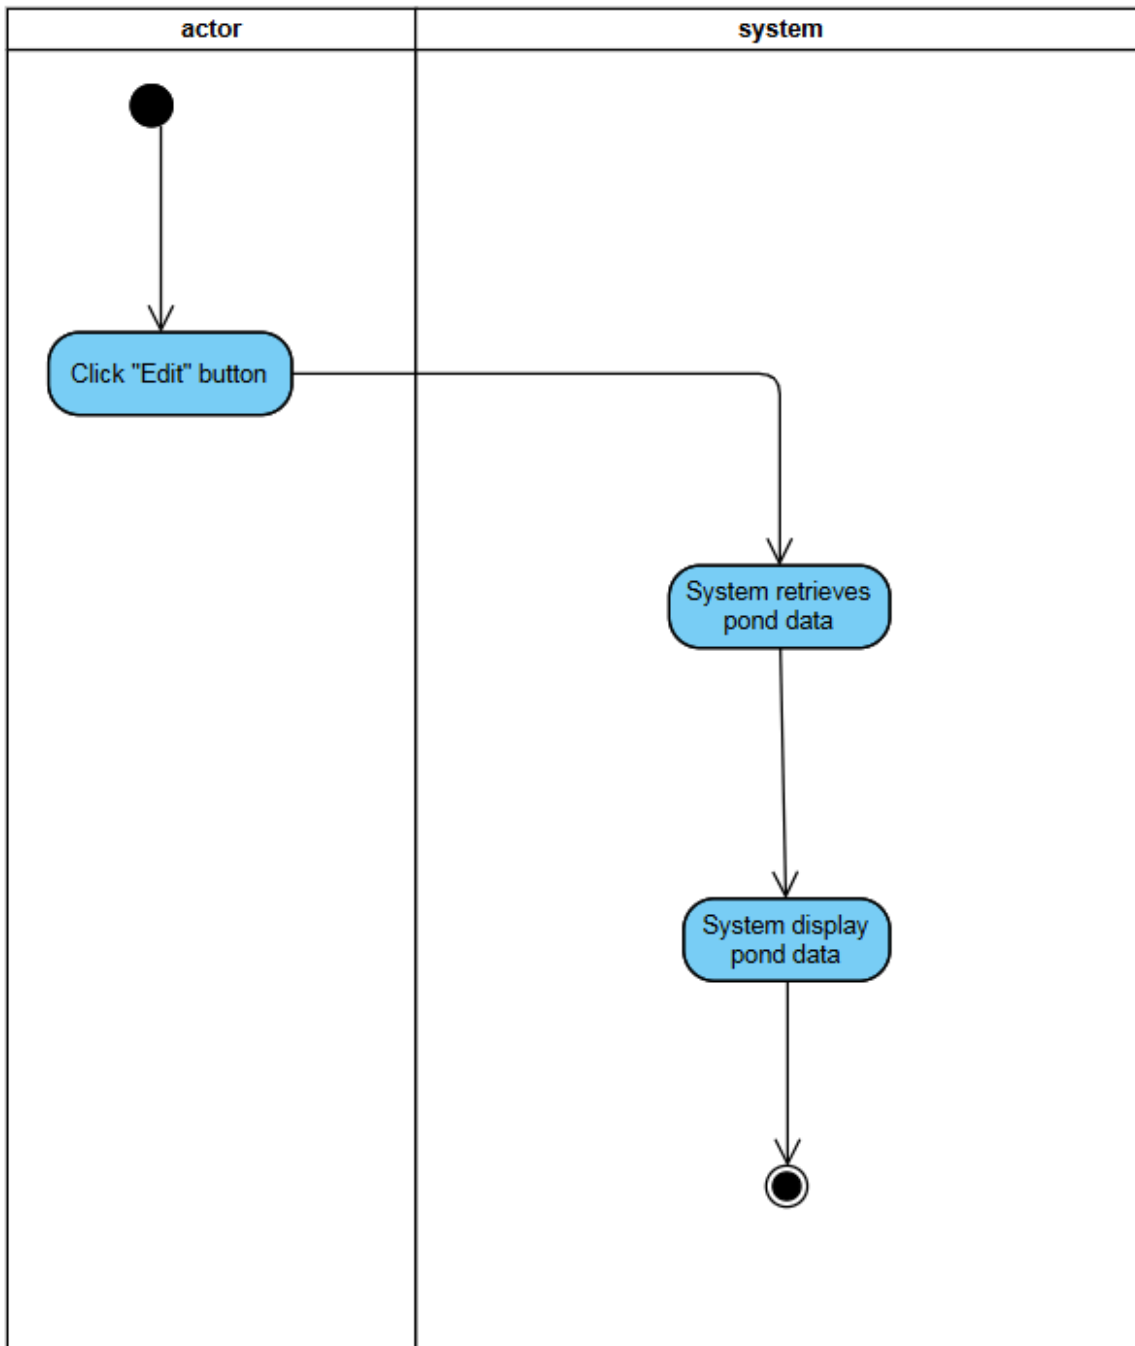 actor
system
Click "Edit" button
System retrieves
pond data
System display
pond data